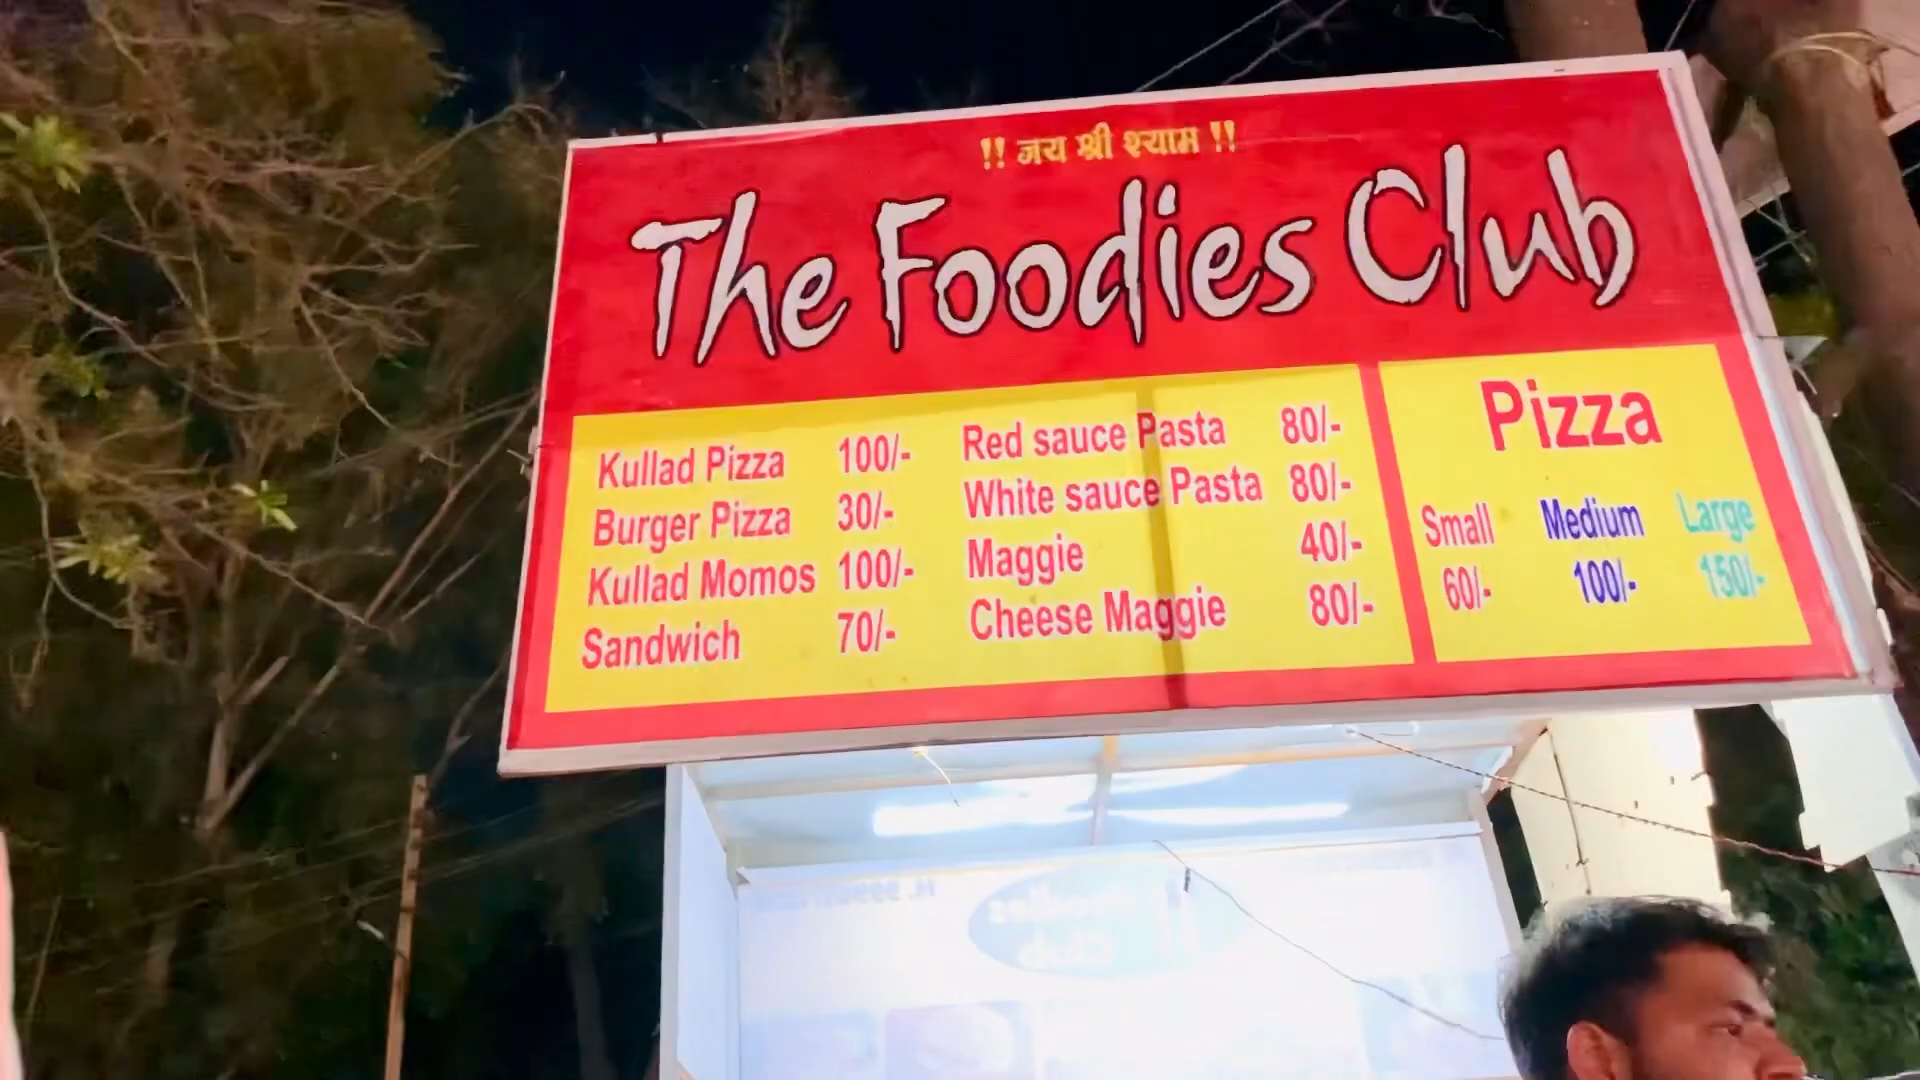 !! जय श्री श्याम !!
The Foodies Club
Kullad Pizza 100/-
Burger Pizza 30/-
Kullad Momos 100/-
Sandwich 70/-
Red sauce Pasta 80/-
White sauce Pasta 80/-
Maggie 40/-
Cheese Maggie 80/-
Pizza
Small Medium Large
60/- 100/- 150/-